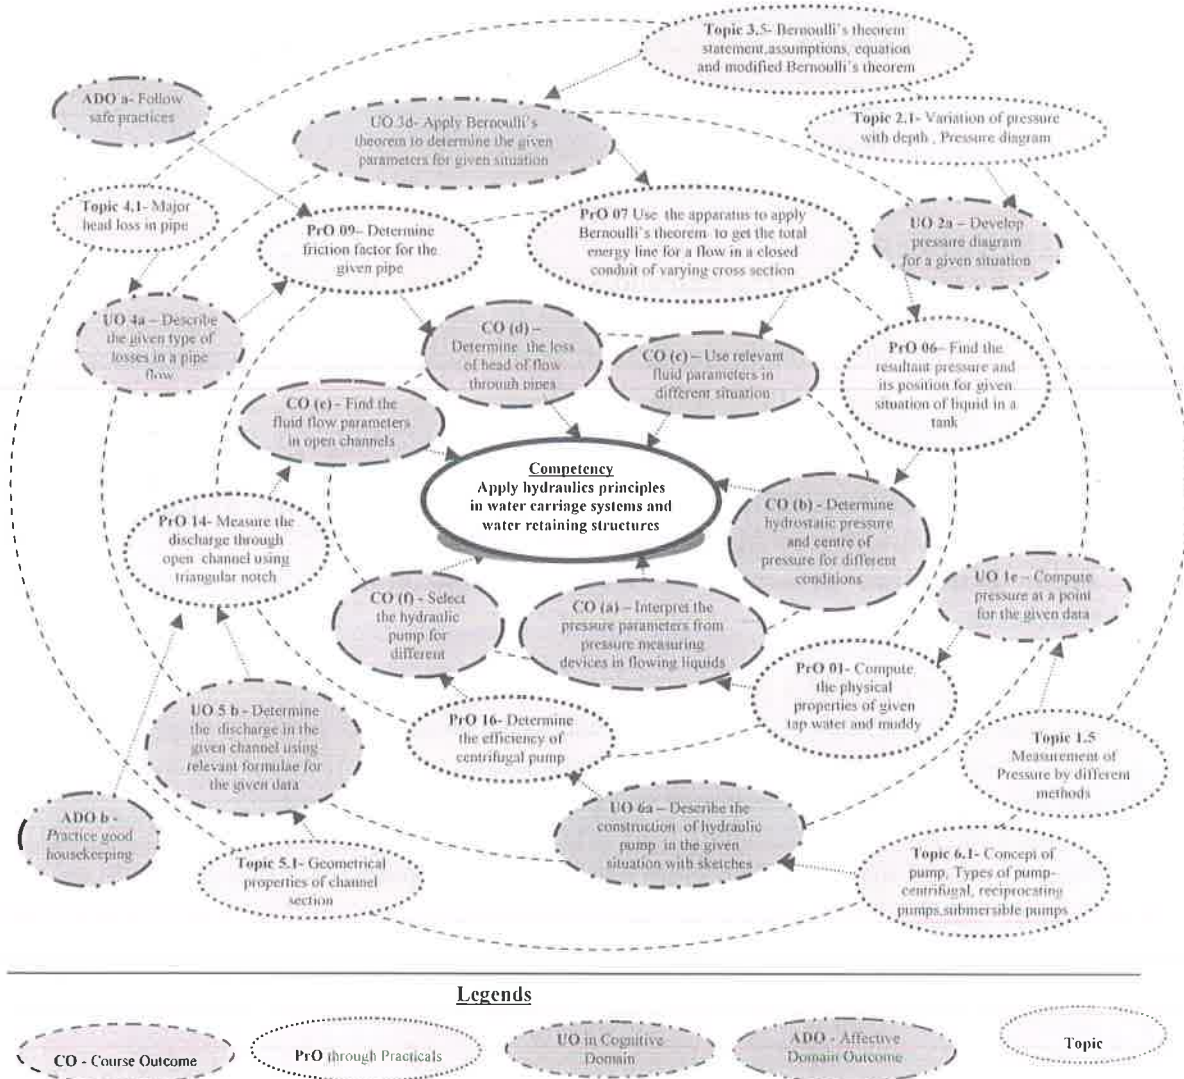 Topic 3.5- Bernoulli's theorem
statement,assumptions, equation
and modified Bernoulli's theorem
ADO a- Follow
safe practices
UO 3d- Apply Bernoulli's
theorem to determine the given
parameters for given situation
Topic 2.1- Variation of pressure
with depth , Pressure diagram
Topic 4.1- Major
head loss in pipe
PrO 09- Determine
friction factor for the
given pipe
PrO 07 Use the apparatus to apply
Bernoulli's theorem to get the total
energy line for a flow in a closed
conduit of varying cross section
UO 2a – Develop
pressure diagram
for a given situation
UO 4a – Describe
the given type of
losses in a pipe
flow
CO (d) –
Determine the loss
of head of flow
through pipes
CO (c) – Use relevant
fluid parameters in
different situation
PrO 06– Find the
resultant pressure and
its position for given
situation of liquid in a
tank
CO (e) - Find the
fluid flow parameters
in open channels
Competency
Apply hydraulics principles
in water carriage systems and
water retaining structures
PrO 14- Measure the
discharge through
open channel using
triangular notch
CO (b) - Determine
hydrostatic pressure
and centre of
pressure for different
conditions
CO (f) - Select
the hydraulic
pump for
different
CO (a) – Interpret the
pressure parameters from
pressure measuring
devices in flowing liquids
UO 1e – Compute
pressure at a point
for the given data
PrO 01- Compute
the physical
properties of given
tap water and muddy
UO 5 b - Determine
the discharge in the
given channel using
relevant formulae for
the given data
PrO 16- Determine
the efficiency of
centrifugal pump
Topic 1.5
Measurement of
Pressure by different
methods
ADO b -
Practice good
housekeeping
UO 6a – Describe the
construction of hydraulic
pump in the given
situation with sketches
Topic 5.1- Geometrical
properties of channel
section
Topic 6.1- Concept of
pump, Types of pump-
centrifugal, reciprocating
pumps,submersible pumps
Legends
CO - Course Outcome
PrO through Practicals
UO in Cognitive
Domain
ADO - Affective
Domain Outcome
Topic